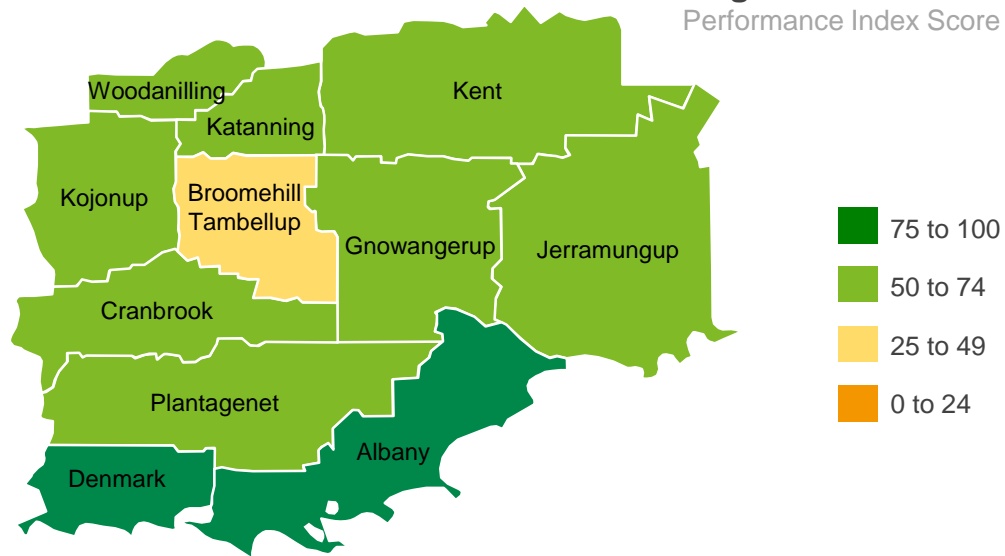 Performance Index Score
Woodanilling
Kent
Katanning
Kojonup
Broomehill
Tambellup
Gnowangerup
Jerramungup
Cranbrook
Plantagenet
Albany
Denmark
75 to 100
50 to 74
25 to 49
0 to 24